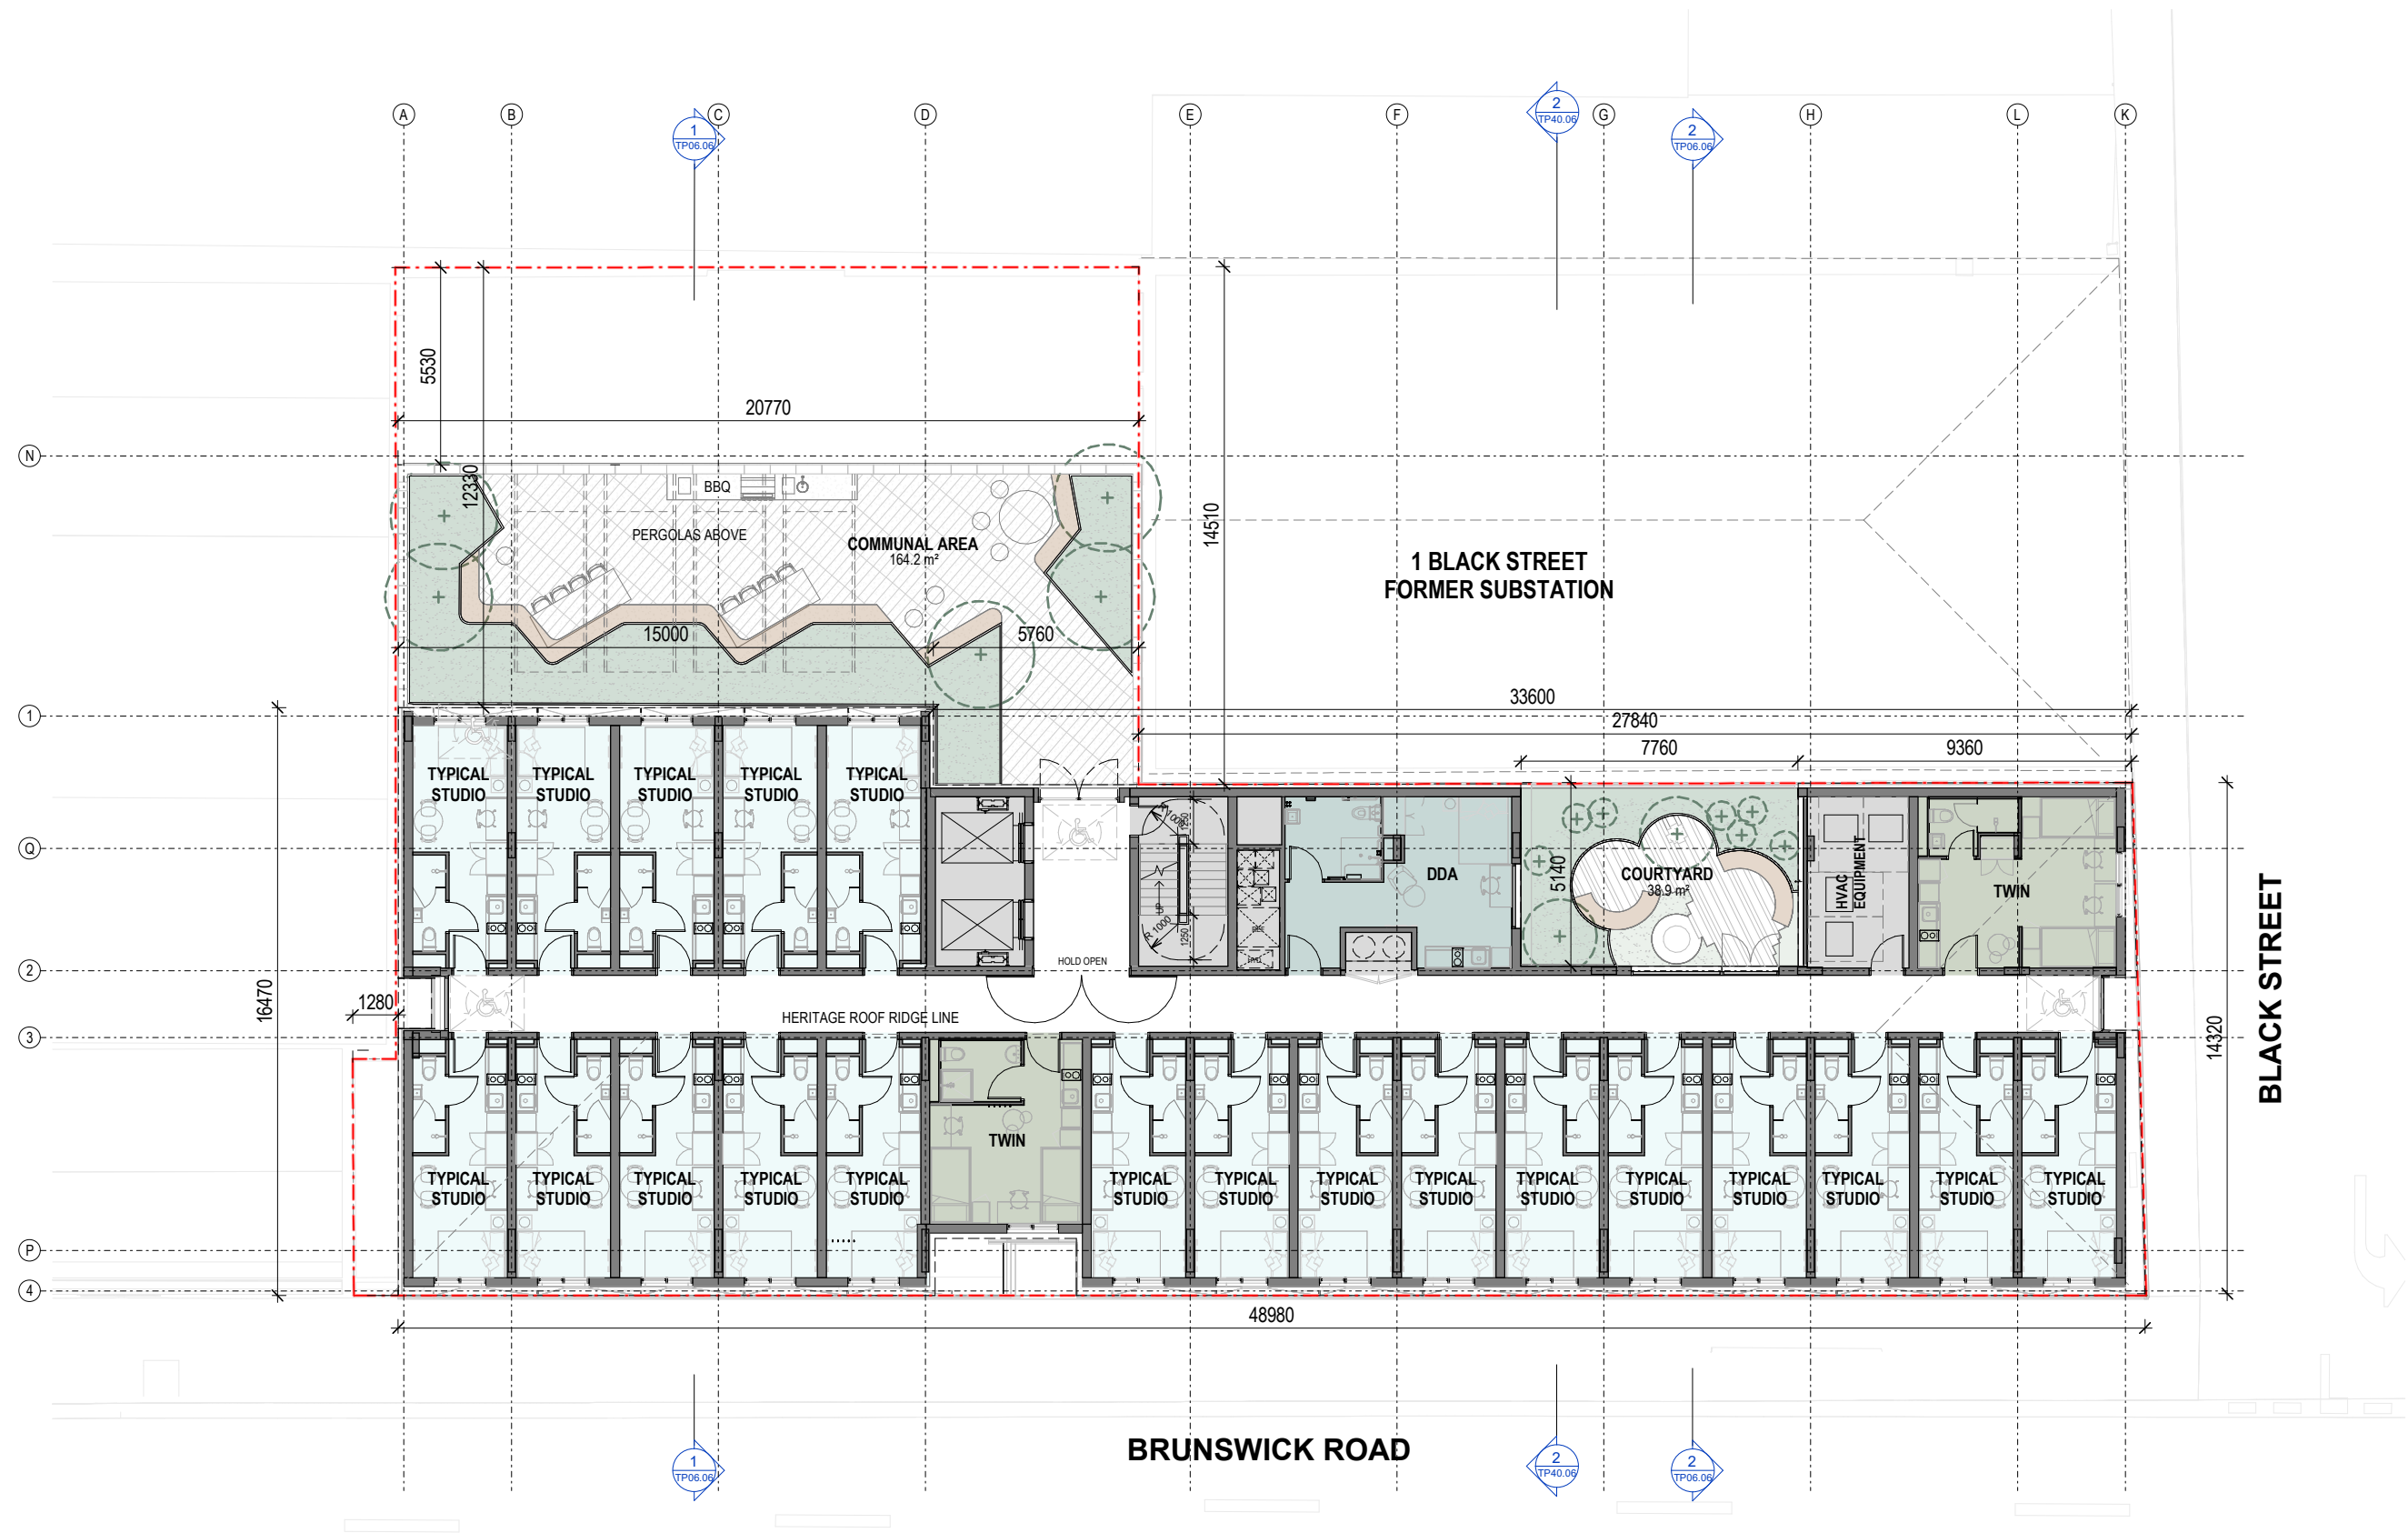 2
TP40.06
1
TP06.06
2
TP06.06
A
B
C
D
E
F
G
H
L
K
5530
20770
N
12330
BBQ
PERGOLAS ABOVE
COMMUNAL AREA
164.2 m²
14510
1 BLACK STREET
FORMER SUBSTATION
15000
5760
33600
1
27840
7760
9360
TYPICAL
STUDIO
TYPICAL
STUDIO
TYPICAL
STUDIO
TYPICAL
STUDIO
TYPICAL
STUDIO
R 1000
1250
UP
R 1000
1250
Q
DDA
5140
COURTYARD
38.9 m²
HVAC
EQUIPMENT
TWIN
HOLD OPEN
2
16470
1280
HERITAGE ROOF RIDGE LINE
3
14320
BLACK STREET
TWIN
TYPICAL
STUDIO
TYPICAL
STUDIO
TYPICAL
STUDIO
TYPICAL
STUDIO
TYPICAL
STUDIO
TYPICAL
STUDIO
TYPICAL
STUDIO
TYPICAL
STUDIO
TYPICAL
STUDIO
TYPICAL
STUDIO
TYPICAL
STUDIO
TYPICAL
STUDIO
TYPICAL
STUDIO
TYPICAL
STUDIO
TYPICAL
STUDIO
P
4
48980
BRUNSWICK ROAD
1
TP06.06
2
TP40.06
2
TP06.06